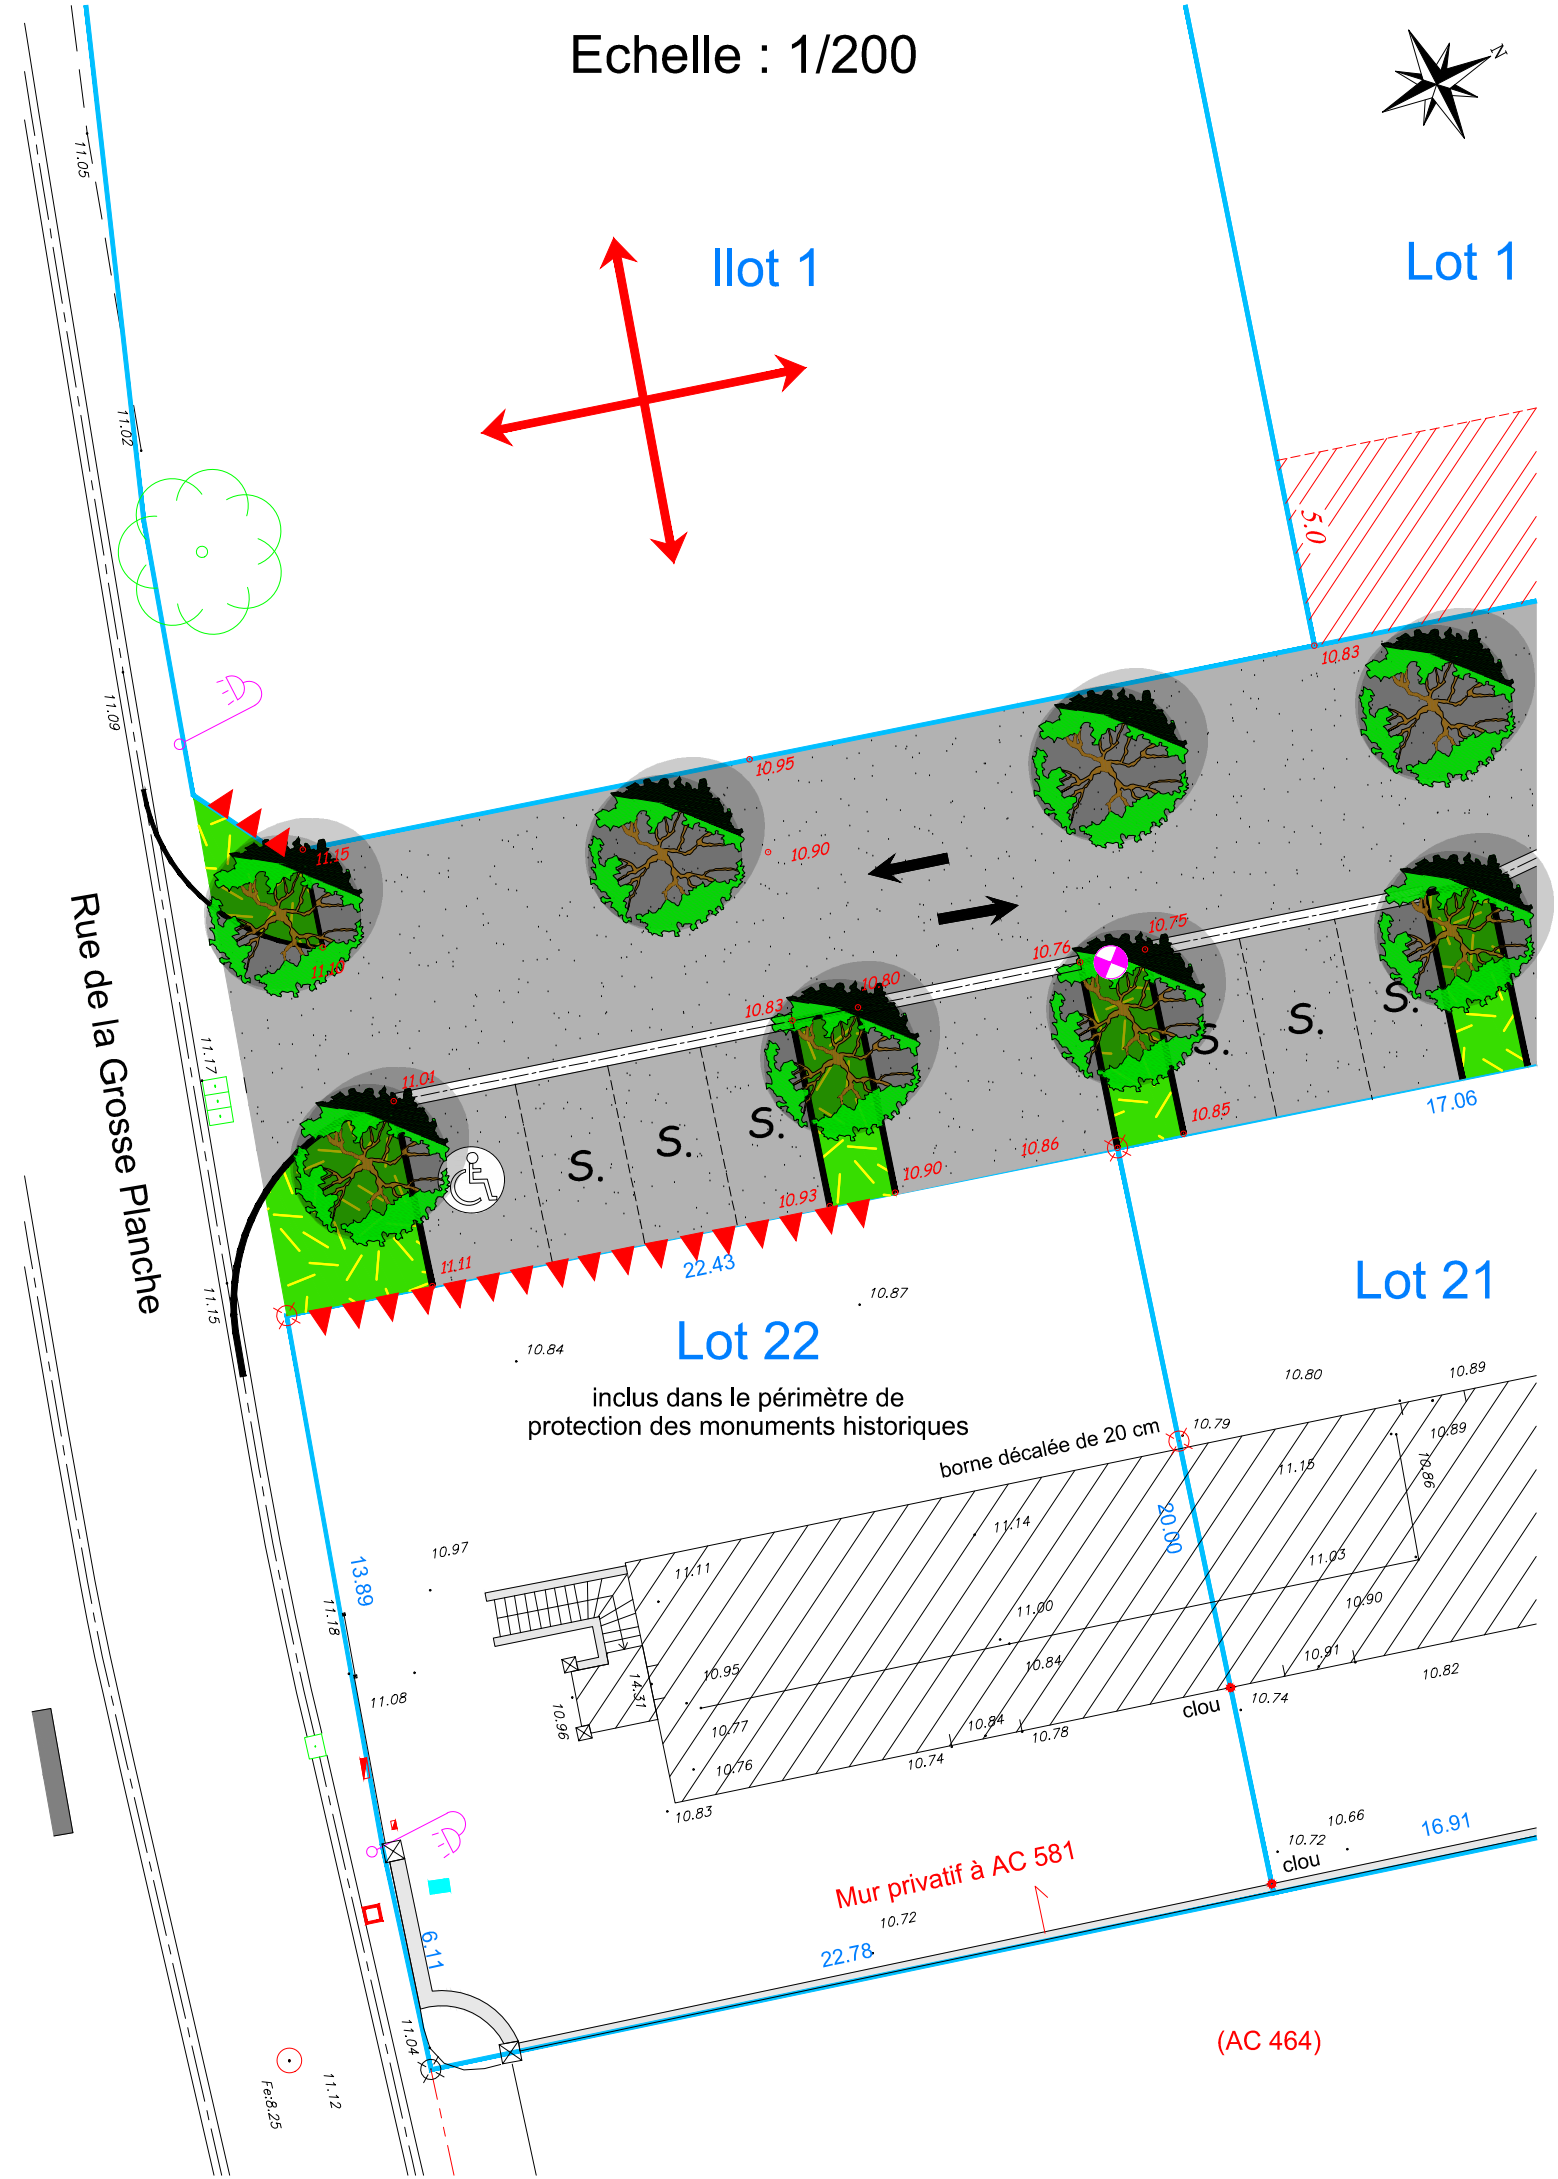 Echelle : 1/200
N
11.05
Ilot 1
Lot 1
11.02
5.0
10.83
11.09
10.95
11.15
10.90
Rue de la Grosse Planche
11.10
10.75
10.76
10.80
10.83
S.
S.
S.
11.17
11.01
S.
S.
S.
17.06
10.85
10.86
10.90
10.93
11.11
22.43
11.15
10.87
Lot 21
Lot 22
10.84
inclus dans le périmètre de
protection des monuments historiques
10.80
10.89
10.79
10.89
borne décalée de 20 cm
11.15
10.86
20.00
11.14
10.97
11.03
13.89
11.11
10.90
11.18
11.00
10.91
10.84
10.82
10.95
14.31
11.08
10.96
10.74
clou
10.77
10.84
10.78
10.76
10.74
10.83
10.66
16.91
10.72
clou
Mur privatif à AC 581
10.72
6.11
22.78
11.04
(AC 464)
11.12
Fe:8.25